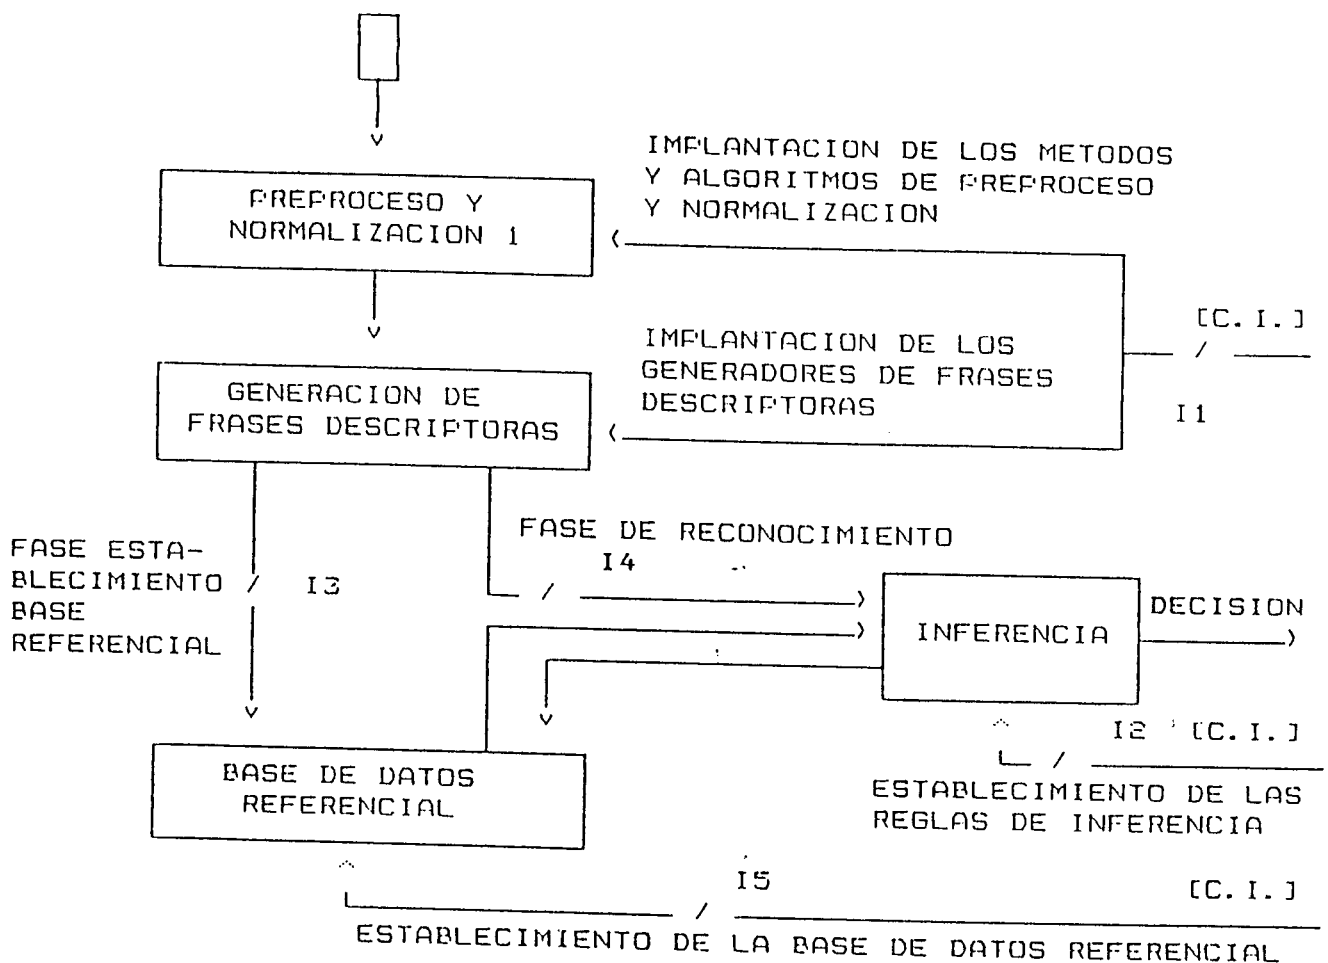 IMPLANTACION DE LOS METODOS
Y ALGORITMOS DE PREPROCESO
Y NORMALIZACION
PREPROCESO Y
NORMALIZACION 1
[C.I.]
IMPLANTACION DE LOS
GENERADORES DE FRASES
DESCRIPTORAS
I1
GENERACION DE
FRASES DESCRIPTORAS
FASE DE RECONOCIMIENTO
I4
FASE ESTA-
BLECIMIENTO
BASE
REFERENCIAL
I3
INFERENCIA
DECISION
I2 [C.I.]
ESTABLECIMIENTO DE LAS
REGLAS DE INFERENCIA
BASE DE DATOS
REFERENCIAL
I5
[C.I.]
ESTABLECIMIENTO DE LA BASE DE DATOS REFERENCIAL